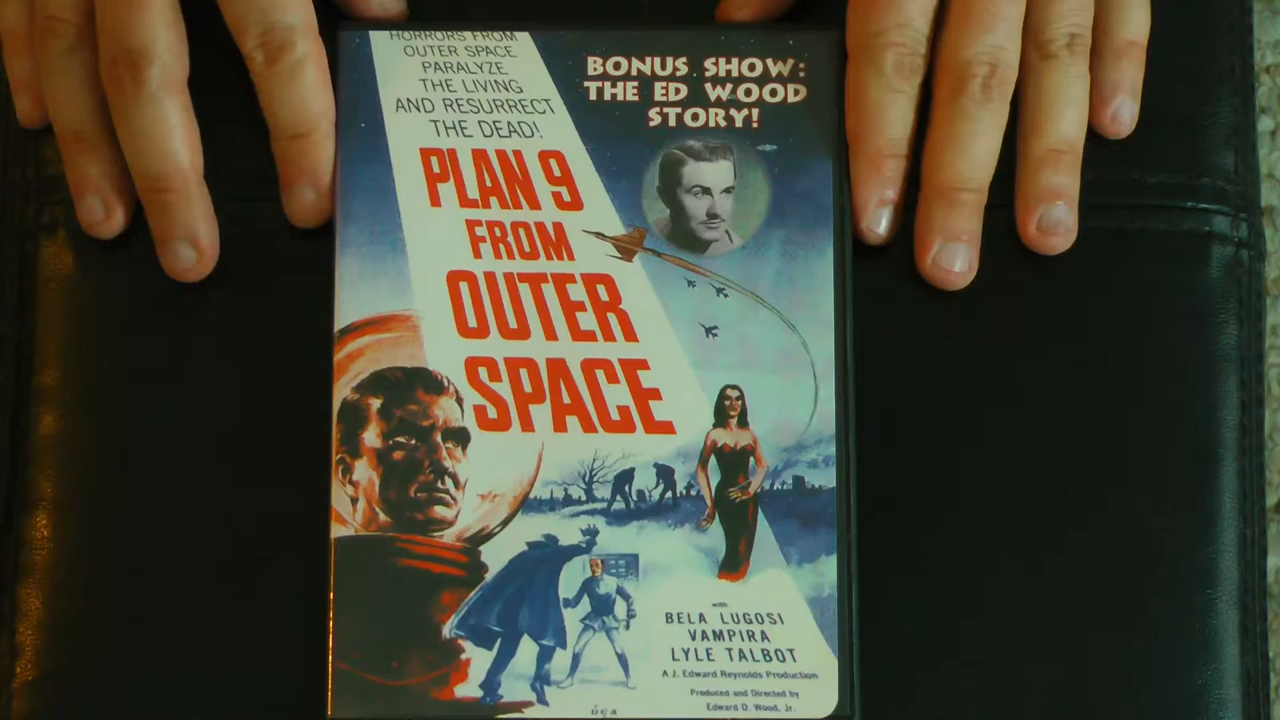 HORRORS FROM
OUTER SPACE
PARALYZE
THE LIVING
AND RESURRECT
THE DEAD!
BONUS SHOW:
THE ED WOOD
STORY!
PLAN 9
FROM
OUTER
SPACE
with
BELA LUGOSI
VAMPIRA
LYLE TALBOT
A J. Edward Reynolds Production
Produced and Directed by
Edward D. Wood, Jr.